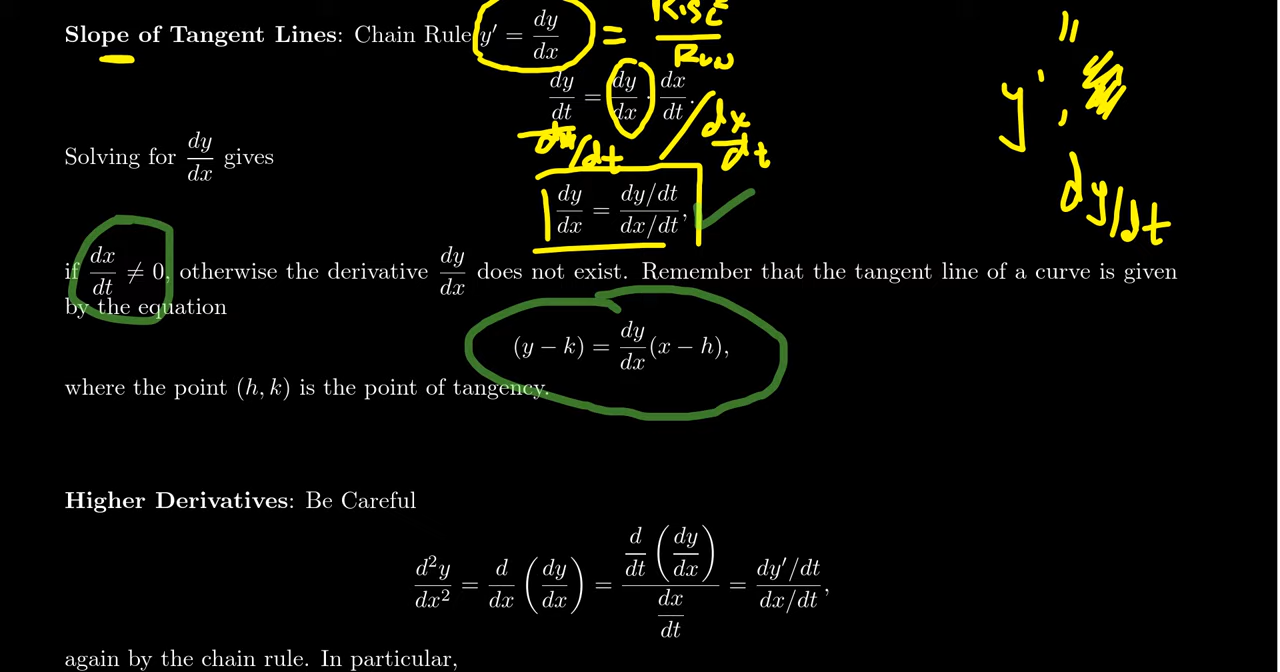 Slope of Tangent Lines: Chain Rule y′ = dy/dx = RISE/RUN
dy/dt = dy/dx · dx/dt.
/dt / dx/dt
Solving for dy/dx gives
dy/dx = (dy/dt)/(dx/dt),
y′, ″
dy/dt
if dx/dt ≠ 0, otherwise the derivative dy/dx does not exist. Remember that the tangent line of a curve is given
by the equation
(y − k) = dy/dx (x − h),
where the point (h, k) is the point of tangency.
Higher Derivatives: Be Careful
d²y/dx² = d/dx (dy/dx) = (d/dt (dy/dx))/(dx/dt) = (dy′/dt)/(dx/dt),
again by the chain rule. In particular,